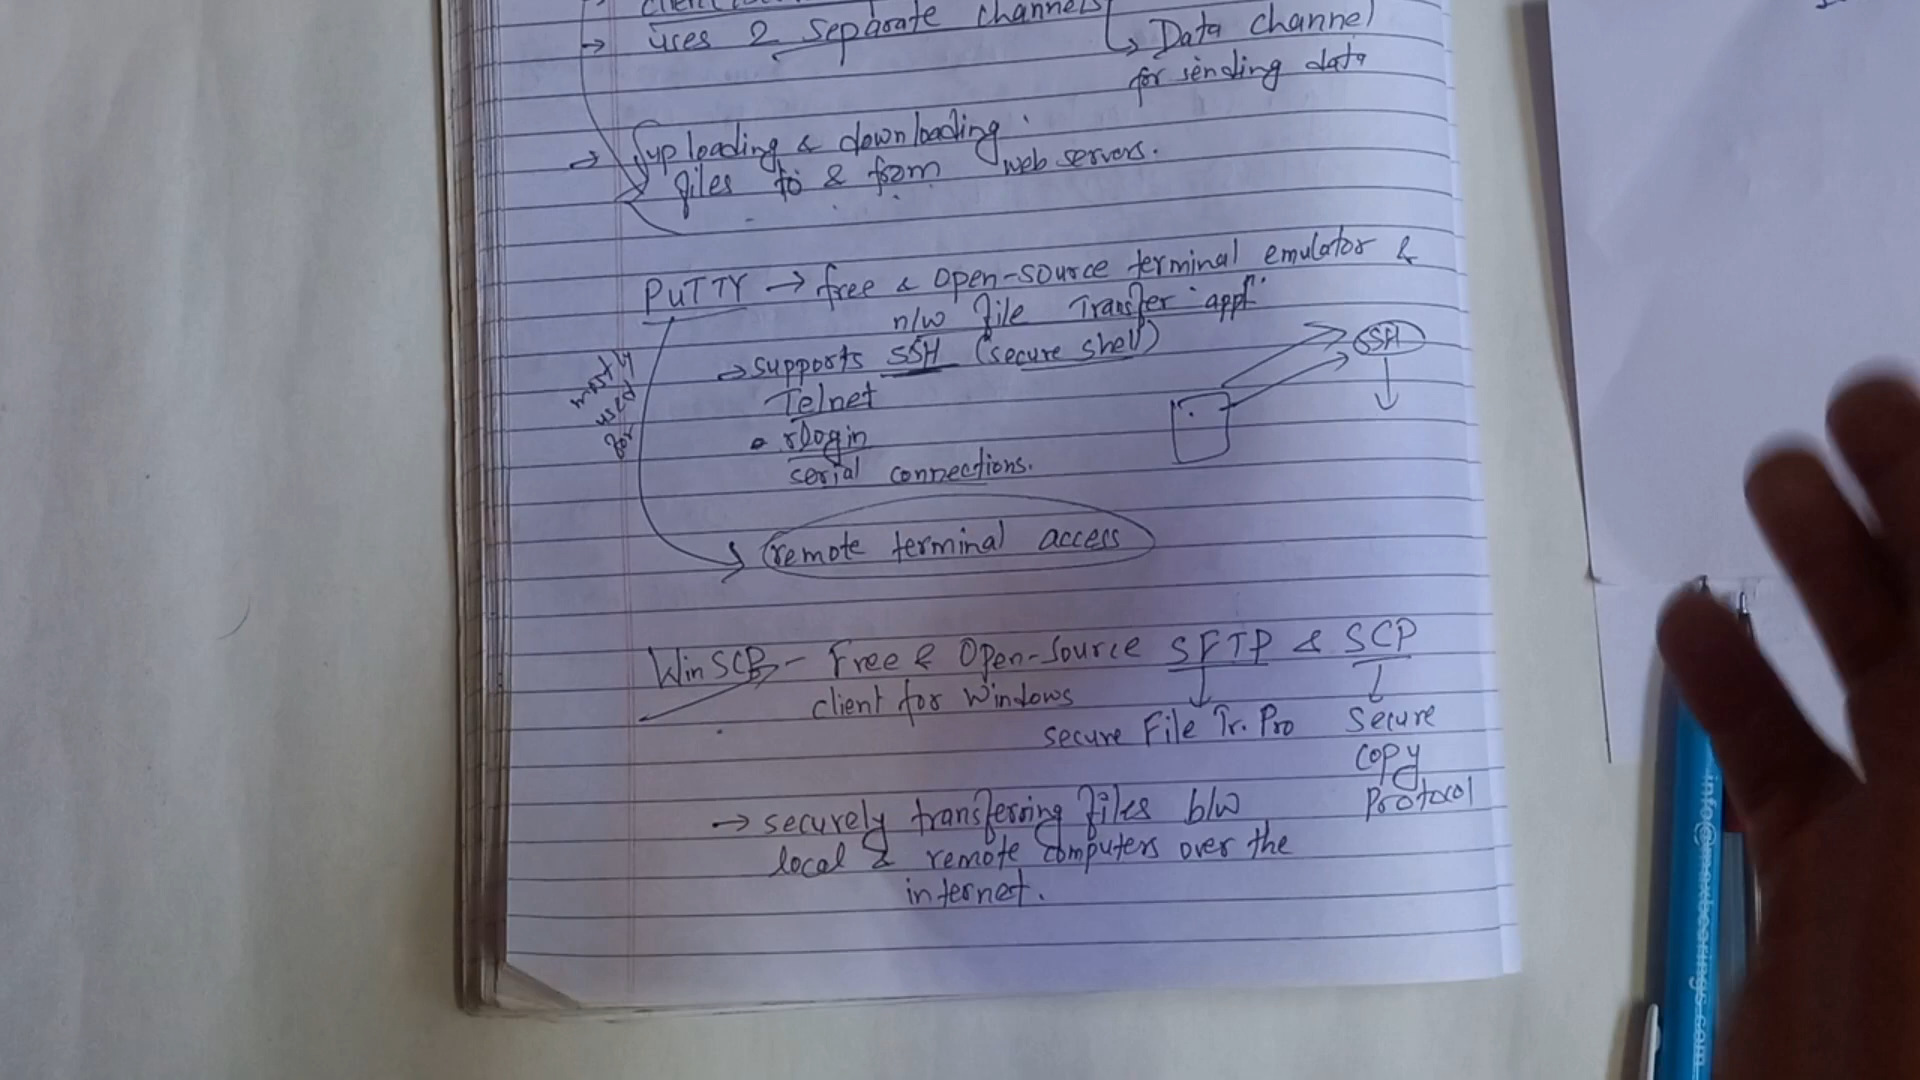 → uses 2 separate channels
↳ Data channel
for sending data
→ uploading & downloading
files to & from web servers.
PuTTY → free & open-source terminal emulator &
n/w file Transfer appⁿ.
→ supports SSH (secure shell)
SSH
Telnet
• rlogin
serial connections.
mostly
used
for
remote terminal access
WinSCP - Free & Open-Source SFTP & SCP
client for Windows
secure File Tr. Pro
Secure
copy
Protocol
→ securely transferring files b/w
local & remote computers over the
internet.